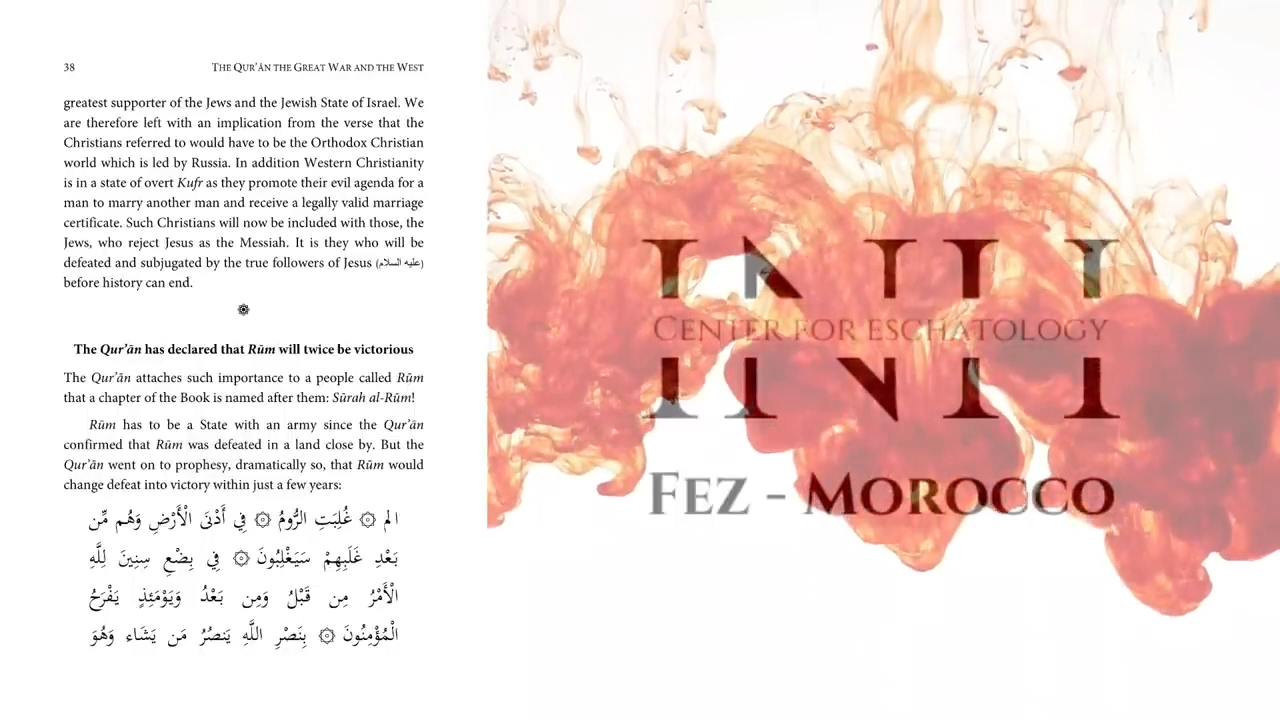 38 THE QUR’ĀN THE GREAT WAR AND THE WEST
greatest supporter of the Jews and the Jewish State of Israel. We
are therefore left with an implication from the verse that the
Christians referred to would have to be the Orthodox Christian
world which is led by Russia. In addition Western Christianity
is in a state of overt Kufr as they promote their evil agenda for a
man to marry another man and receive a legally valid marriage
certificate. Such Christians will now be included with those, the
Jews, who reject Jesus as the Messiah. It is they who will be
defeated and subjugated by the true followers of Jesus (عليه السلام)
before history can end.
The Qur’ān has declared that Rūm will twice be victorious
The Qur’ān attaches such importance to a people called Rūm
that a chapter of the Book is named after them: Sūrah al-Rūm!
Rūm has to be a State with an army since the Qur’ān
confirmed that Rūm was defeated in a land close by. But the
Qur’ān went on to prophesy, dramatically so, that Rūm would
change defeat into victory within just a few years:
الم ۞ غُلِبَتِ الرُّومُ ۞ فِي أَدْنَى الْأَرْضِ وَهُم مِّن
بَعْدِ غَلَبِهِمْ سَيَغْلِبُونَ ۞ فِي بِضْعِ سِنِينَ لِلَّهِ
الْأَمْرُ مِن قَبْلُ وَمِن بَعْدُ وَيَوْمَئِذٍ يَفْرَحُ
الْمُؤْمِنُونَ ۞ بِنَصْرِ اللَّهِ يَنصُرُ مَن يَشَاء وَهُوَ
CENTER FOR ESCHATOLOGY
FEZ - MOROCCO